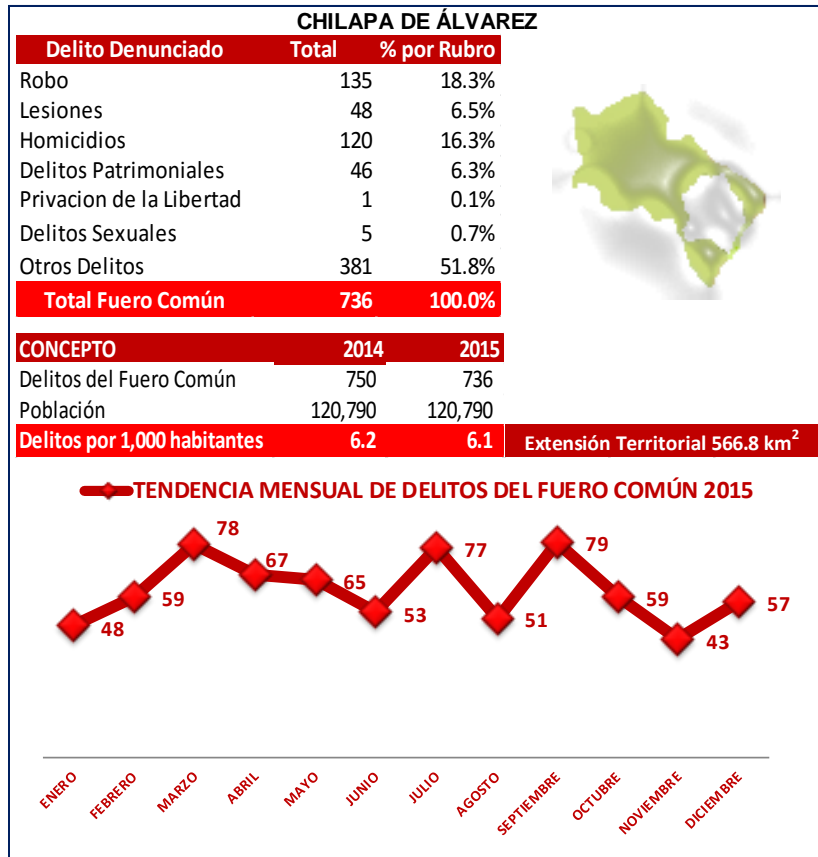 CHILAPA DE ÁLVAREZ
Delito Denunciado Total % por Rubro
Robo 135 18.3%
Lesiones 48 6.5%
Homicidios 120 16.3%
Delitos Patrimoniales 46 6.3%
Privacion de la Libertad 1 0.1%
Delitos Sexuales 5 0.7%
Otros Delitos 381 51.8%
Total Fuero Común 736 100.0%
CONCEPTO 2014 2015
Delitos del Fuero Común 750 736
Población 120,790 120,790
Delitos por 1,000 habitantes 6.2 6.1 Extensión Territorial 566.8 km²
TENDENCIA MENSUAL DE DELITOS DEL FUERO COMÚN 2015
48 59 78 67 65 53 77 51 79 59 43 57
ENERO FEBRERO MARZO ABRIL MAYO JUNIO JULIO AGOSTO SEPTIEMBRE OCTUBRE NOVIEMBRE DICIEMBRE